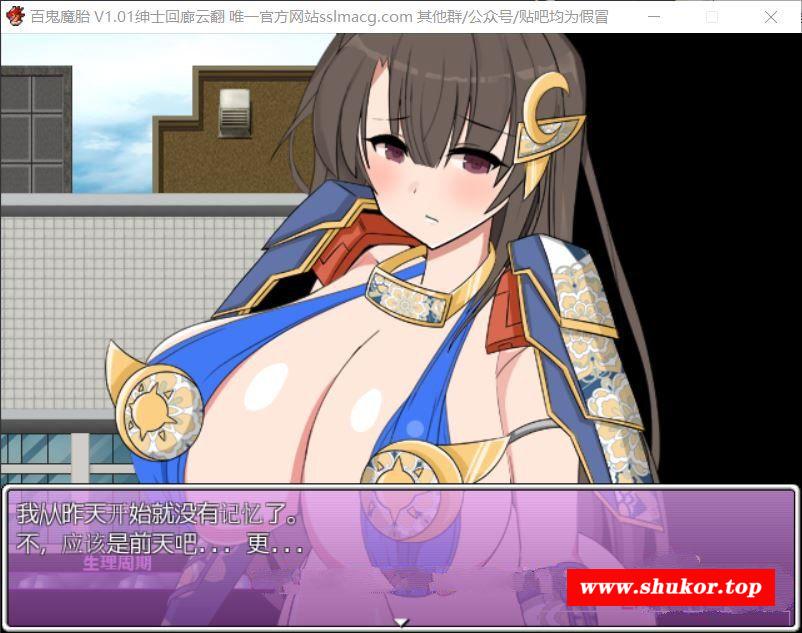 百鬼魔胎 V1.01绅士回廊云翻 唯一官方网站sslmacg.com 其他群/公众号/贴吧均为假冒
我从昨天开始就没有记忆了。
不，应该是前天吧... 更...
生理周期
www.shukor.top